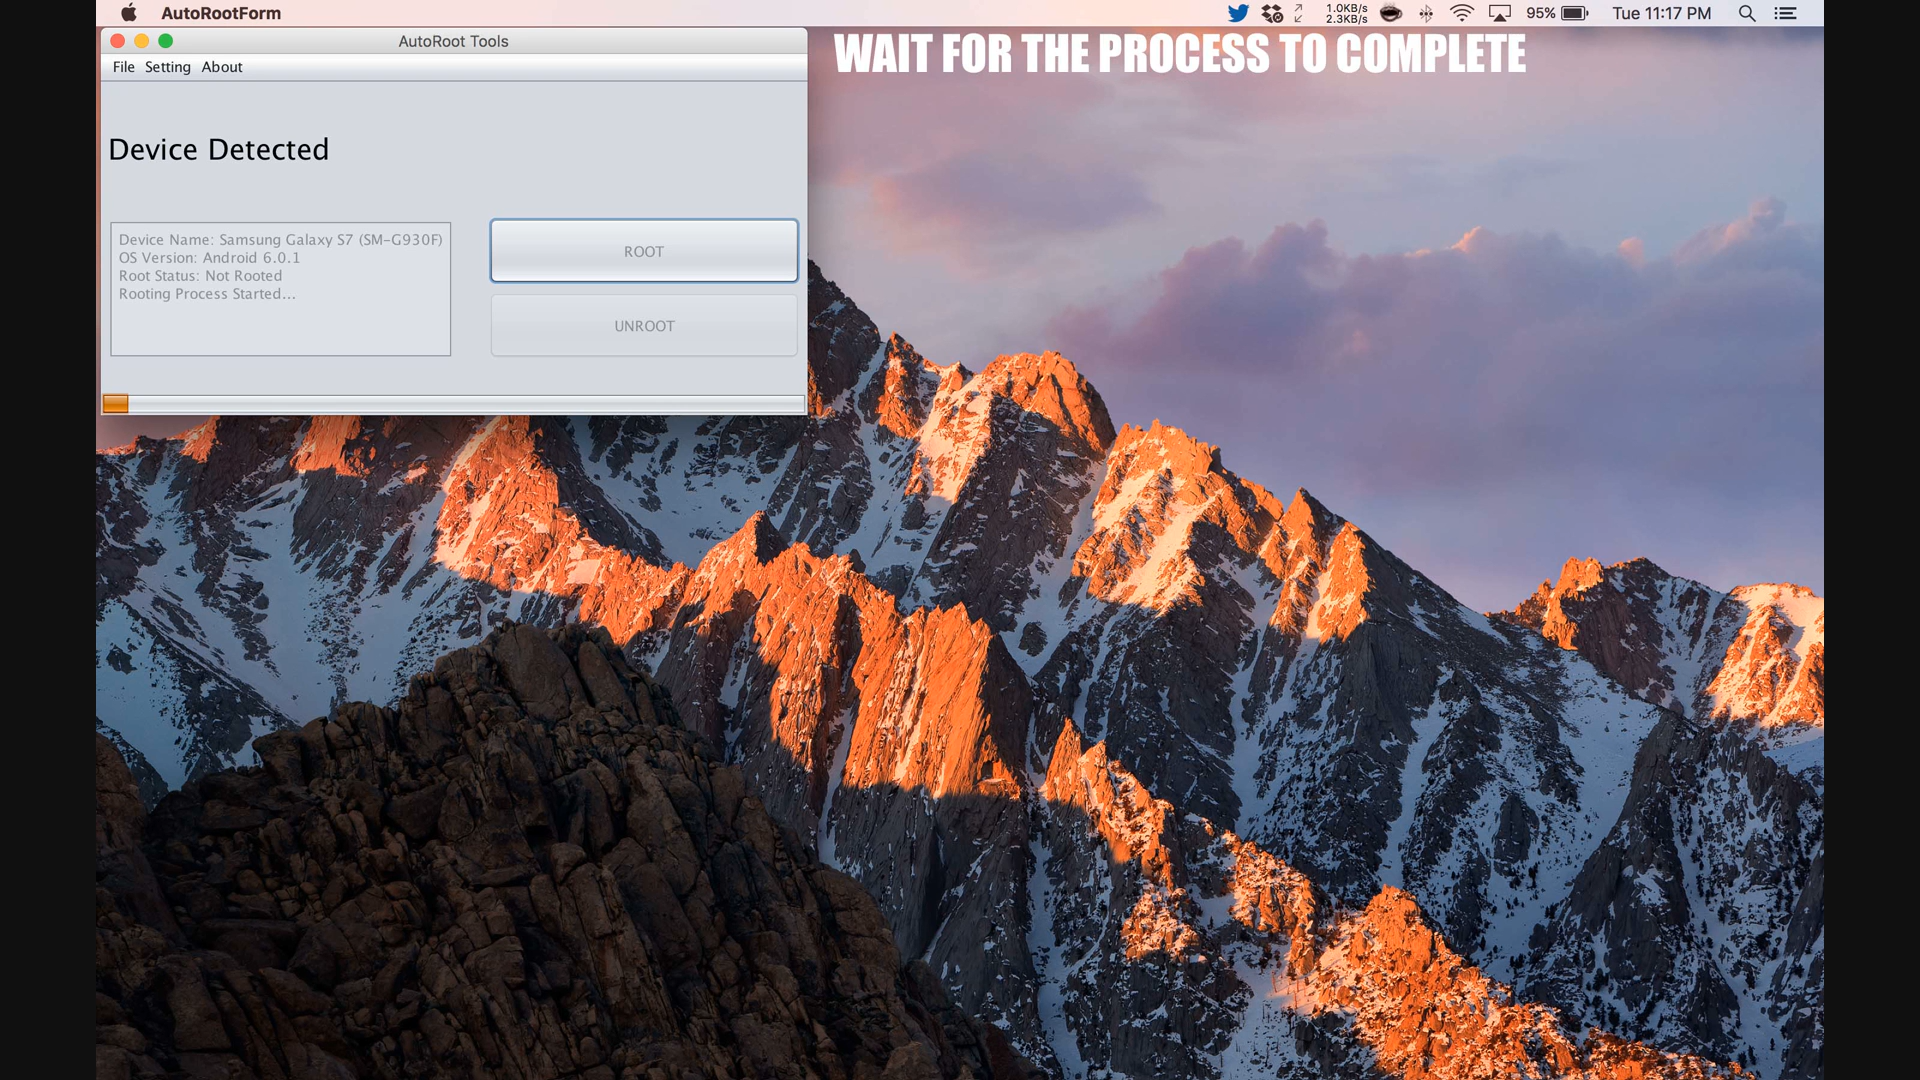 AutoRootForm
1.0KB/s
2.3KB/s
95%
Tue 11:17 PM
AutoRoot Tools
WAIT FOR THE PROCESS TO COMPLETE
File Setting About
Device Detected
Device Name: Samsung Galaxy S7 (SM-G930F)
OS Version: Android 6.0.1
Root Status: Not Rooted
Rooting Process Started...
ROOT
UNROOT